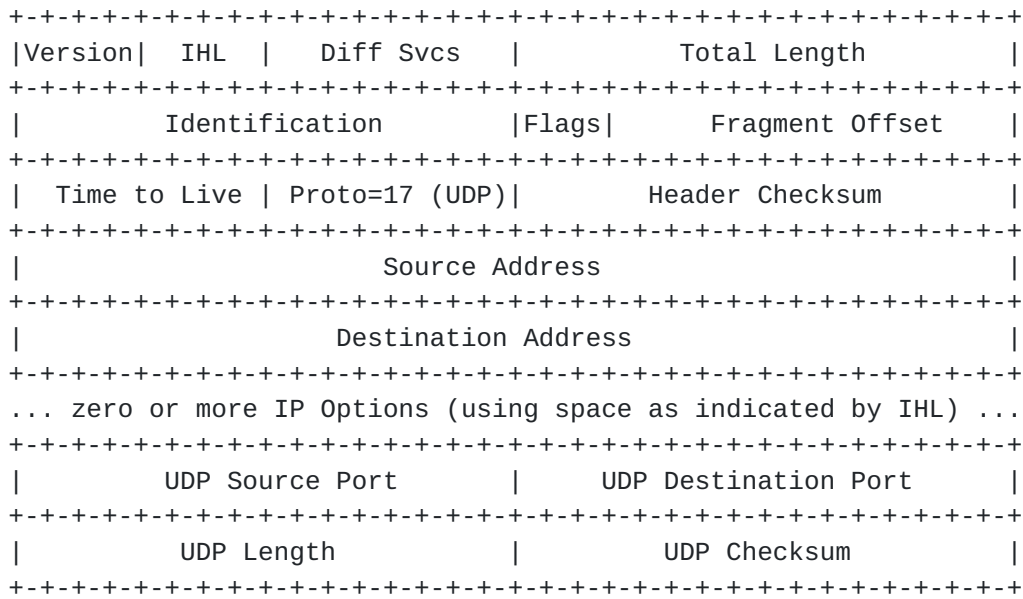 +-+-+-+-+-+-+-+-+-+-+-+-+-+-+-+-+-+-+-+-+-+-+-+-+-+-+-+-+-+-+-+-+
|Version|  IHL  |   Diff Svcs   |          Total Length         |
+-+-+-+-+-+-+-+-+-+-+-+-+-+-+-+-+-+-+-+-+-+-+-+-+-+-+-+-+-+-+-+-+
|         Identification        |Flags|      Fragment Offset    |
+-+-+-+-+-+-+-+-+-+-+-+-+-+-+-+-+-+-+-+-+-+-+-+-+-+-+-+-+-+-+-+-+
|  Time to Live | Proto=17 (UDP)|        Header Checksum        |
+-+-+-+-+-+-+-+-+-+-+-+-+-+-+-+-+-+-+-+-+-+-+-+-+-+-+-+-+-+-+-+-+
|                       Source Address                          |
+-+-+-+-+-+-+-+-+-+-+-+-+-+-+-+-+-+-+-+-+-+-+-+-+-+-+-+-+-+-+-+-+
|                    Destination Address                        |
+-+-+-+-+-+-+-+-+-+-+-+-+-+-+-+-+-+-+-+-+-+-+-+-+-+-+-+-+-+-+-+-+
... zero or more IP Options (using space as indicated by IHL) ...
+-+-+-+-+-+-+-+-+-+-+-+-+-+-+-+-+-+-+-+-+-+-+-+-+-+-+-+-+-+-+-+-+
|         UDP Source Port       |     UDP Destination Port      |
+-+-+-+-+-+-+-+-+-+-+-+-+-+-+-+-+-+-+-+-+-+-+-+-+-+-+-+-+-+-+-+-+
|          UDP Length           |         UDP Checksum          |
+-+-+-+-+-+-+-+-+-+-+-+-+-+-+-+-+-+-+-+-+-+-+-+-+-+-+-+-+-+-+-+-+